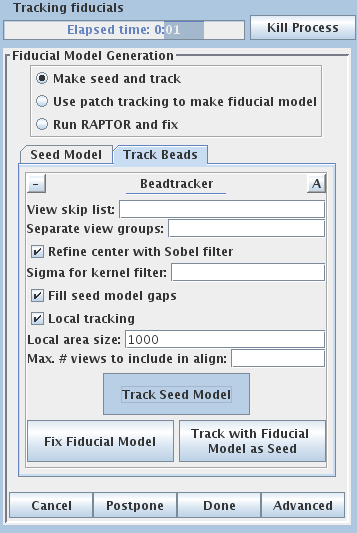 Tracking fiducials
Elapsed time: 0:01
Kill Process
Fiducial Model Generation
Make seed and track
Use patch tracking to make fiducial model
Run RAPTOR and fix
Seed Model
Track Beads
–
Beadtracker
A
View skip list:
Separate view groups:
Refine center with Sobel filter
Sigma for kernel filter:
Fill seed model gaps
Local tracking
Local area size: 1000
Max. # views to include in align:
Track Seed Model
Fix Fiducial Model
Track with Fiducial
Model as Seed
Cancel
Postpone
Done
Advanced